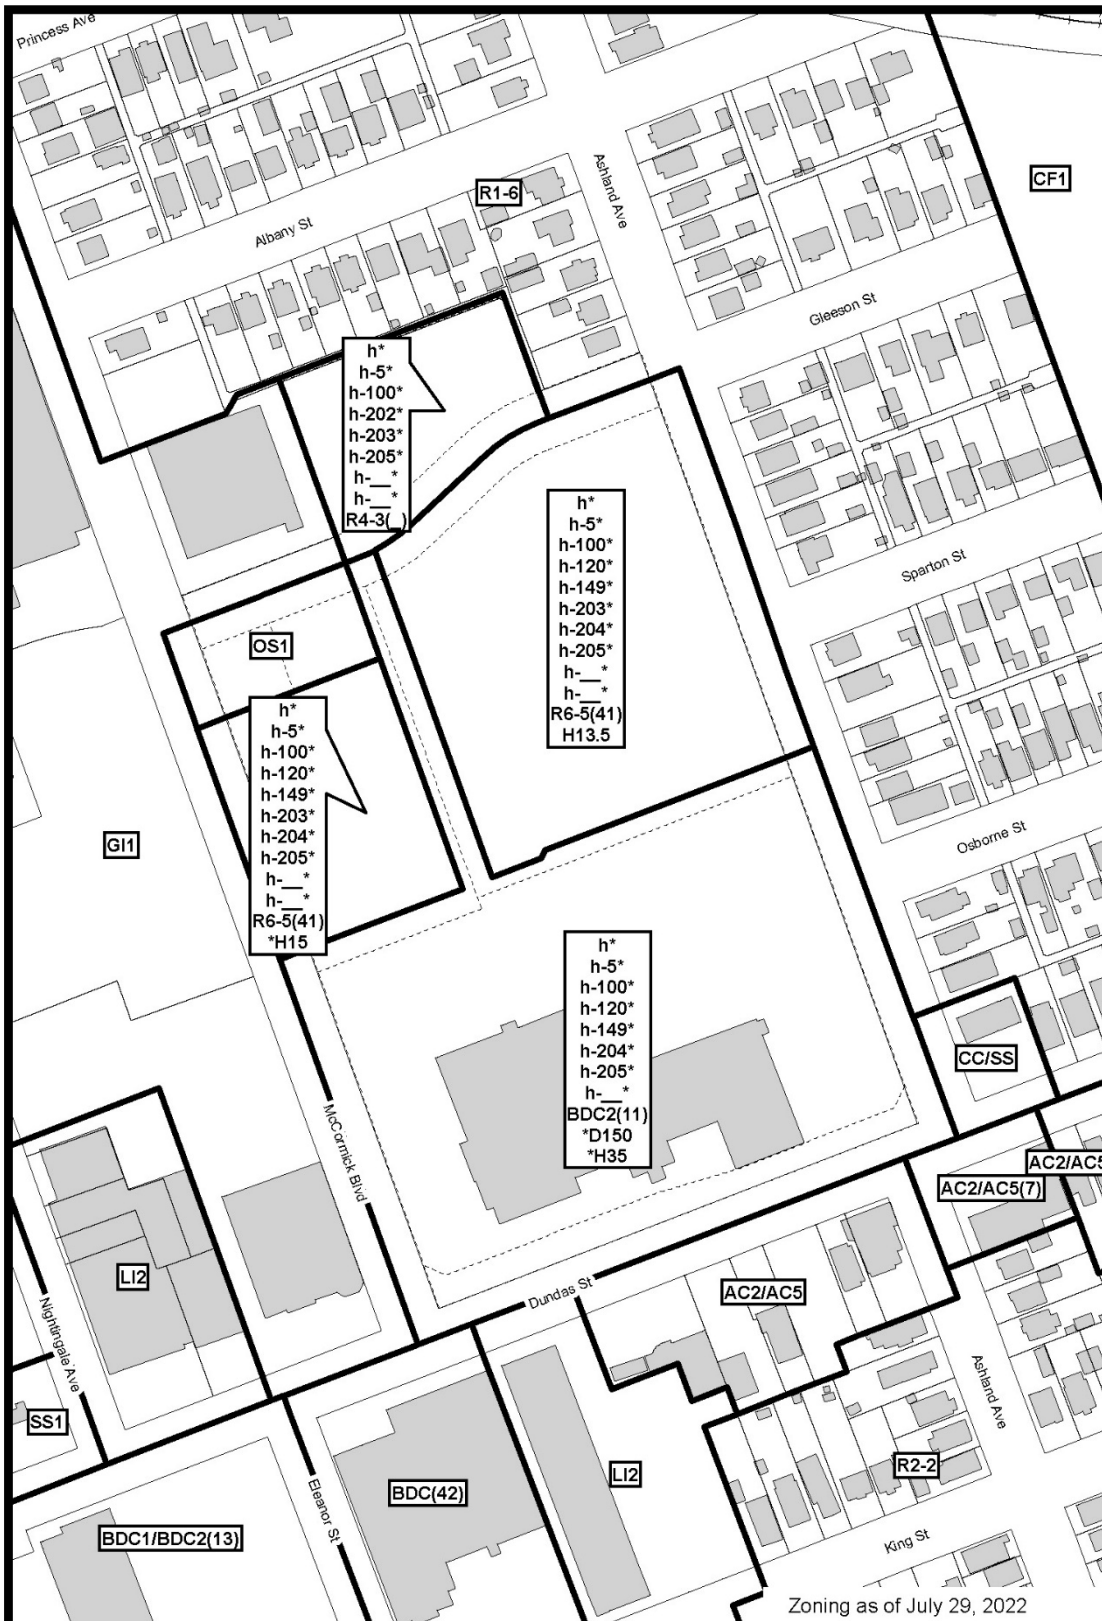 Princess Ave
R1-6
Ashland Ave
CF1
Albany St
Gleeson St
h*
h-5*
h-100*
h-202*
h-203*
h-205*
h-__*
h-__*
R4-3(_)
h*
h-5*
h-100*
h-120*
h-149*
h-203*
h-204*
h-205*
h-__*
h-__*
R6-5(41)
H13.5
Sparton St
OS1
h*
h-5*
h-100*
h-120*
h-149*
h-203*
h-204*
h-205*
h-__*
h-__*
R6-5(41)
*H15
GI1
Osborne St
h*
h-5*
h-100*
h-120*
h-149*
h-204*
h-205*
h-__*
BDC2(11)
*D150
*H35
CC/SS
McCormick Blvd
AC2/AC5
AC2/AC5(7)
LI2
Dundas St
AC2/AC5
Nightingale Ave
Ashland Ave
SS1
R2-2
LI2
BDC(42)
Eleanor St
BDC1/BDC2(13)
King St
Zoning as of July 29, 2022